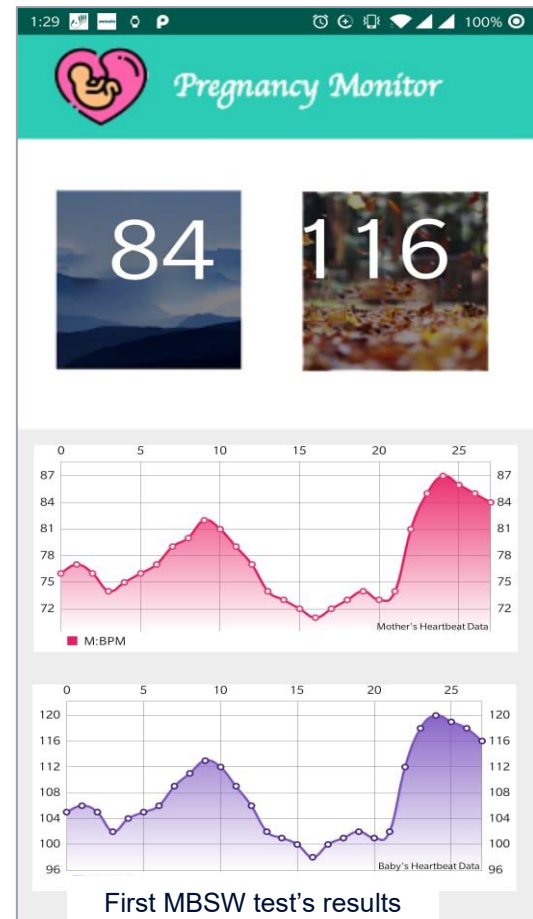 1:29 100%
Pregnancy Monitor
84 116
0 5 10 15 20 25
87 87
84 84
81 81
78 78
75 75
72 72
Mother's Heartbeat Data
M:BPM
0 5 10 15 20 25
120 120
116 116
112 112
108 108
104 104
100 100
96 96
Baby's Heartbeat Data
First MBSW test's results